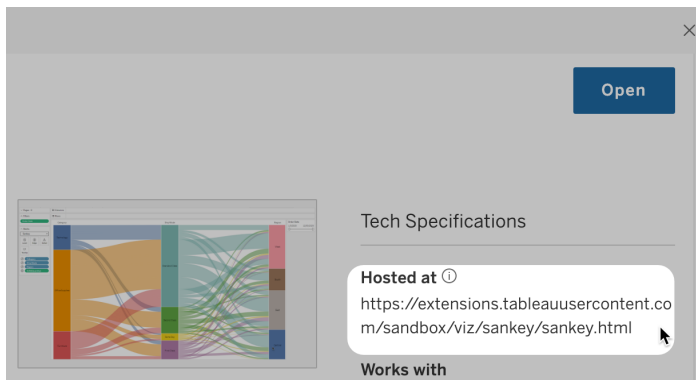 Open
Tech Specifications
Hosted at
https://extensions.tableauusercontent.co
m/sandbox/viz/sankey/sankey.html
Works with